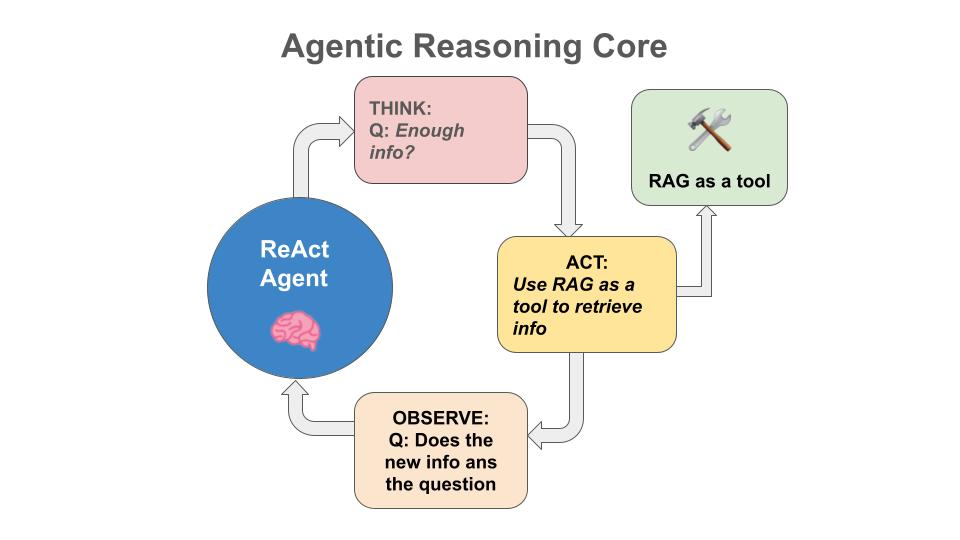 Agentic Reasoning Core
THINK:
Q: Enough
info?
RAG as a tool
ReAct
Agent
ACT:
Use RAG as a
tool to retrieve
info
OBSERVE:
Q: Does the
new info ans
the question